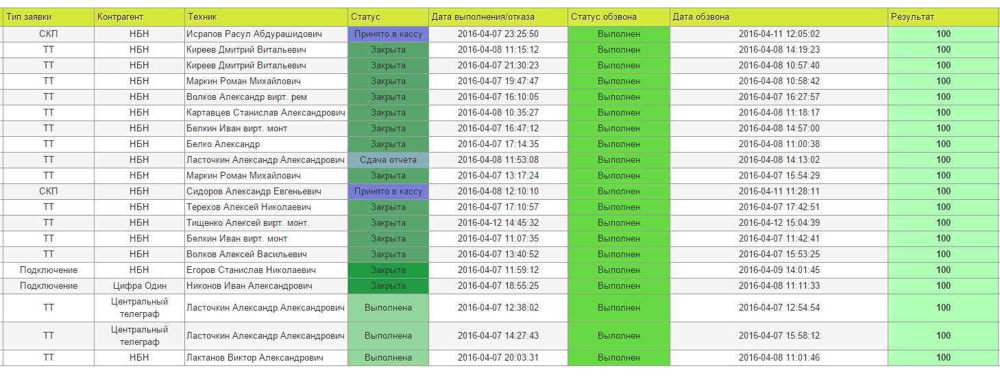 Тип заявки Контрагент Техник Статус Дата выполнения/отказа Статус обзвона Дата обзвона Результат
СКП НБН Исрапов Расул Абдурашидович Принято в кассу 2016-04-07 23:25:50 Выполнен 2016-04-11 12:05:02 100
ТТ НБН Киреев Дмитрий Витальевич Закрыта 2016-04-08 11:15:12 Выполнен 2016-04-08 14:19:23 100
ТТ НБН Киреев Дмитрий Витальевич Закрыта 2016-04-07 21:30:23 Выполнен 2016-04-08 10:57:40 100
ТТ НБН Маркин Роман Михайлович Закрыта 2016-04-07 19:47:47 Выполнен 2016-04-08 10:58:42 100
ТТ НБН Волков Александр вирт. рем Закрыта 2016-04-07 16:10:05 Выполнен 2016-04-07 16:27:57 100
ТТ НБН Картавцев Станислав Александрович Закрыта 2016-04-08 10:35:27 Выполнен 2016-04-08 11:18:17 100
ТТ НБН Белкин Иван вирт. монт Закрыта 2016-04-07 16:47:12 Выполнен 2016-04-08 14:57:00 100
ТТ НБН Белко Александр Закрыта 2016-04-07 17:14:35 Выполнен 2016-04-08 11:00:38 100
ТТ НБН Ласточкин Александр Александрович Сдача отчета 2016-04-08 11:53:08 Выполнен 2016-04-08 14:13:02 100
ТТ НБН Маркин Роман Михайлович Закрыта 2016-04-07 13:17:24 Выполнен 2016-04-07 15:54:29 100
СКП НБН Сидоров Александр Евгеньевич Принято в кассу 2016-04-08 12:10:10 Выполнен 2016-04-11 11:28:11 100
ТТ НБН Терехов Алексей Николаевич Закрыта 2016-04-07 17:10:57 Выполнен 2016-04-07 17:42:51 100
ТТ НБН Тищенко Алексей вирт. монт. Закрыта 2016-04-12 14:45:32 Выполнен 2016-04-12 15:04:39 100
ТТ НБН Белкин Иван вирт. монт Закрыта 2016-04-07 11:07:35 Выполнен 2016-04-07 11:42:41 100
ТТ НБН Волков Алексей Васильевич Закрыта 2016-04-07 13:40:52 Выполнен 2016-04-07 15:53:25 100
Подключение НБН Егоров Станислав Николаевич Закрыта 2016-04-07 11:59:12 Выполнен 2016-04-09 14:01:45 100
Подключение Цифра Один Никонов Иван Александрович Закрыта 2016-04-07 18:55:25 Выполнен 2016-04-08 11:11:33 100
ТТ Центральный телеграф Ласточкин Александр Александрович Выполнена 2016-04-07 12:38:02 Выполнен 2016-04-07 12:54:54 100
ТТ Центральный телеграф Ласточкин Александр Александрович Выполнена 2016-04-07 14:27:43 Выполнен 2016-04-07 15:58:12 100
ТТ НБН Лактанов Виктор Александрович Выполнена 2016-04-07 20:03:31 Выполнен 2016-04-08 11:01:46 100